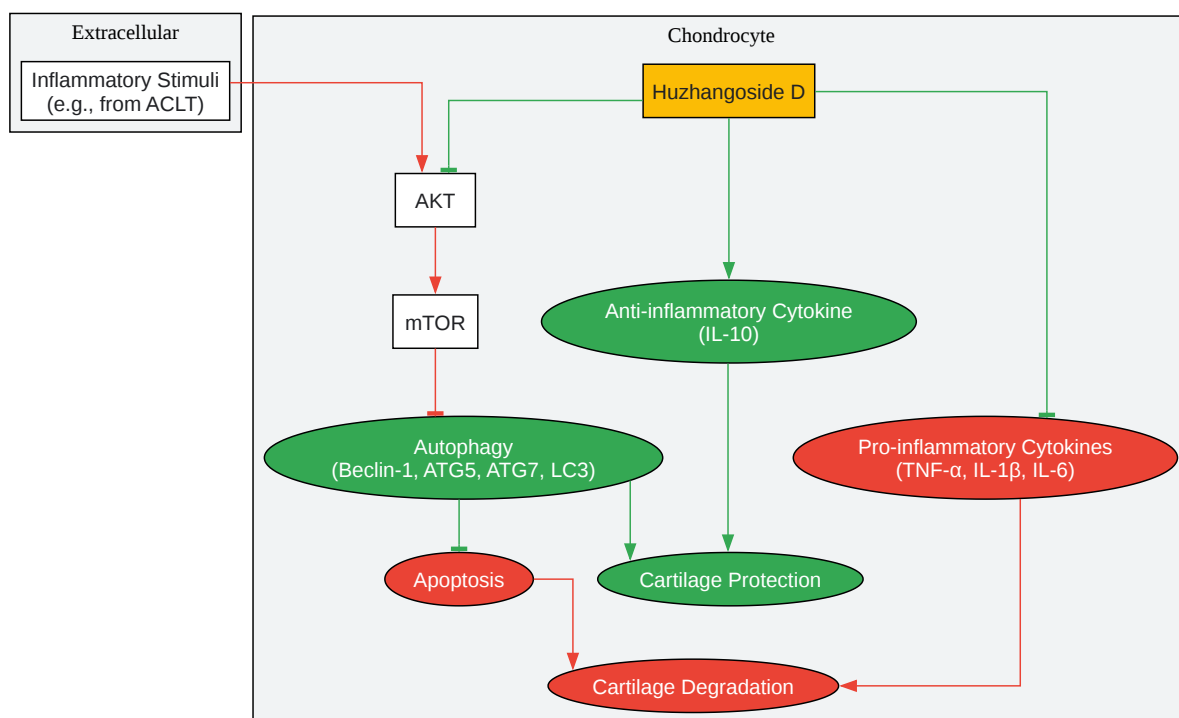 Extracellular
Inflammatory Stimuli
(e.g., from ACLT)
Chondrocyte
Huzhangoside D
AKT
mTOR
Anti-inflammatory Cytokine
(IL-10)
Autophagy
(Beclin-1, ATG5, ATG7, LC3)
Pro-inflammatory Cytokines
(TNF-α, IL-1β, IL-6)
Apoptosis
Cartilage Protection
Cartilage Degradation